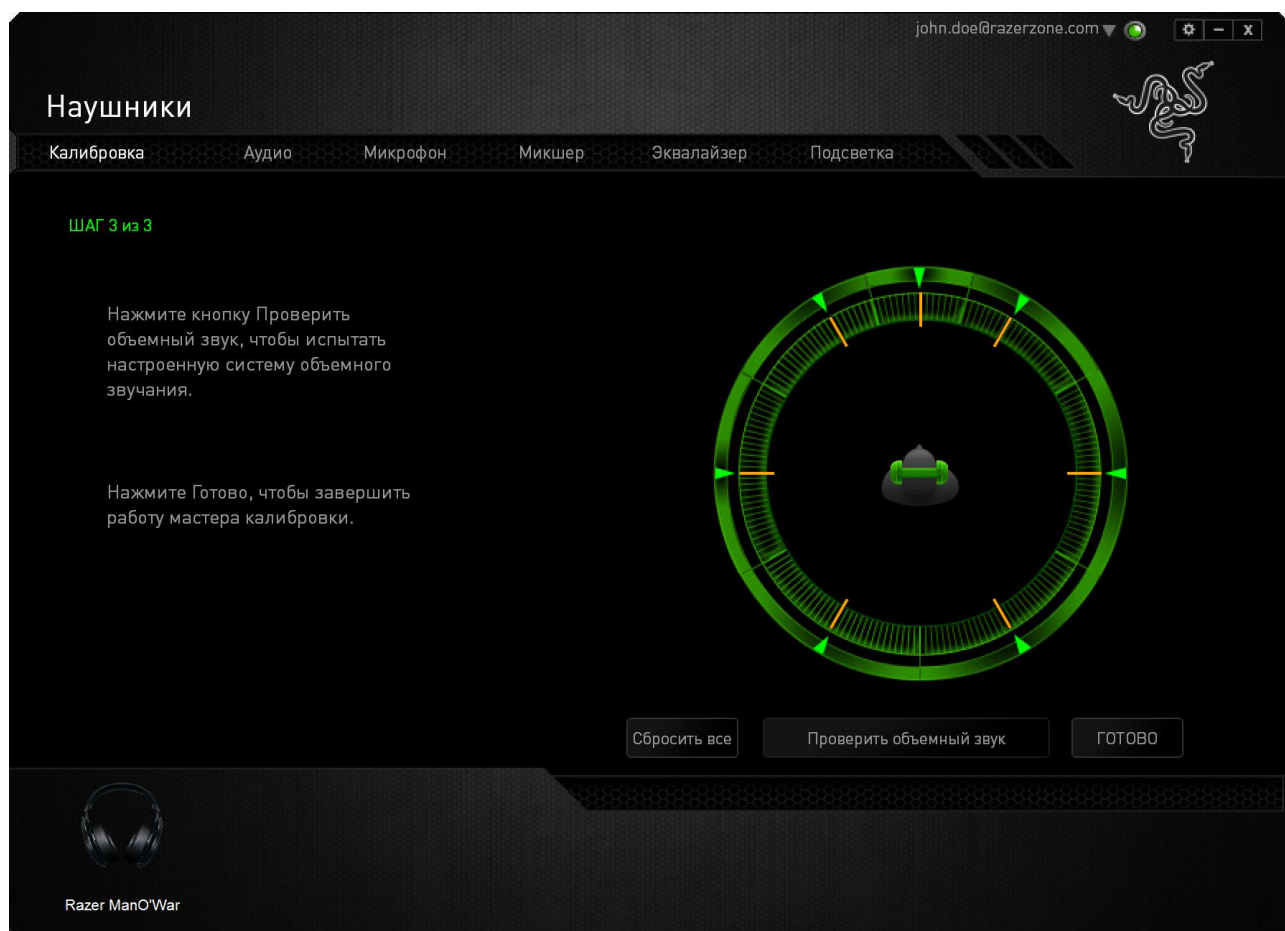 john.doe@razerzone.com
X
Наушники
Калибровка Аудио Микрофон Микшер Эквалайзер Подсветка
ШАГ 3 из 3
Нажмите кнопку Проверить
объемный звук, чтобы испытать
настроенную систему объемного
звучания.
Нажмите Готово, чтобы завершить
работу мастера калибровки.
Сбросить все Проверить объемный звук ГОТОВО
Razer ManO'War